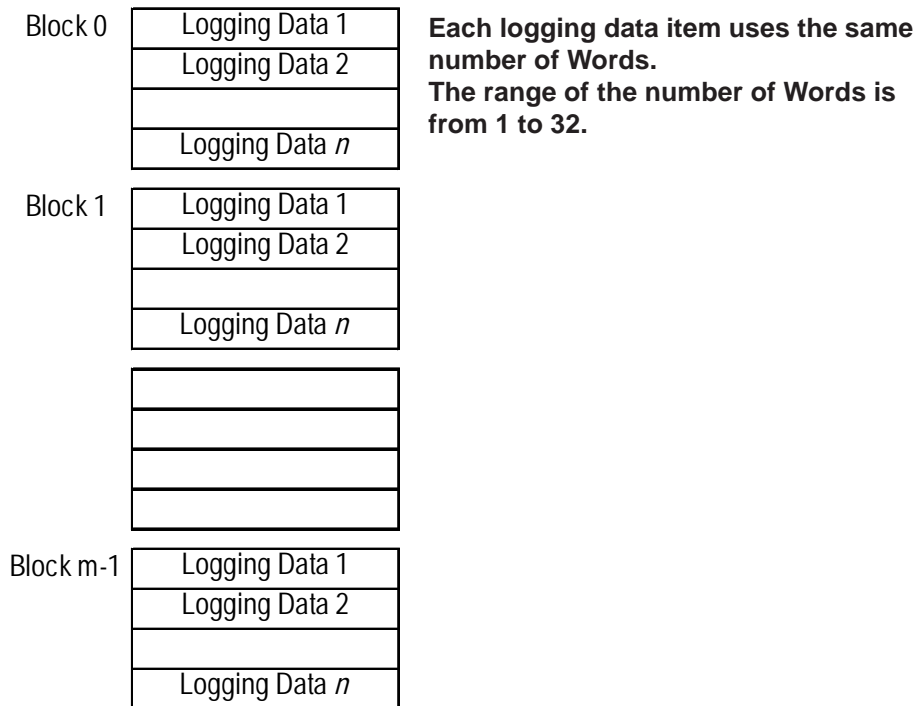 Block 0
Logging Data 1
Logging Data 2
Logging Data n
Each logging data item uses the same
number of Words.
The range of the number of Words is
from 1 to 32.
Block 1
Logging Data 1
Logging Data 2
Logging Data n
Block m-1
Logging Data 1
Logging Data 2
Logging Data n